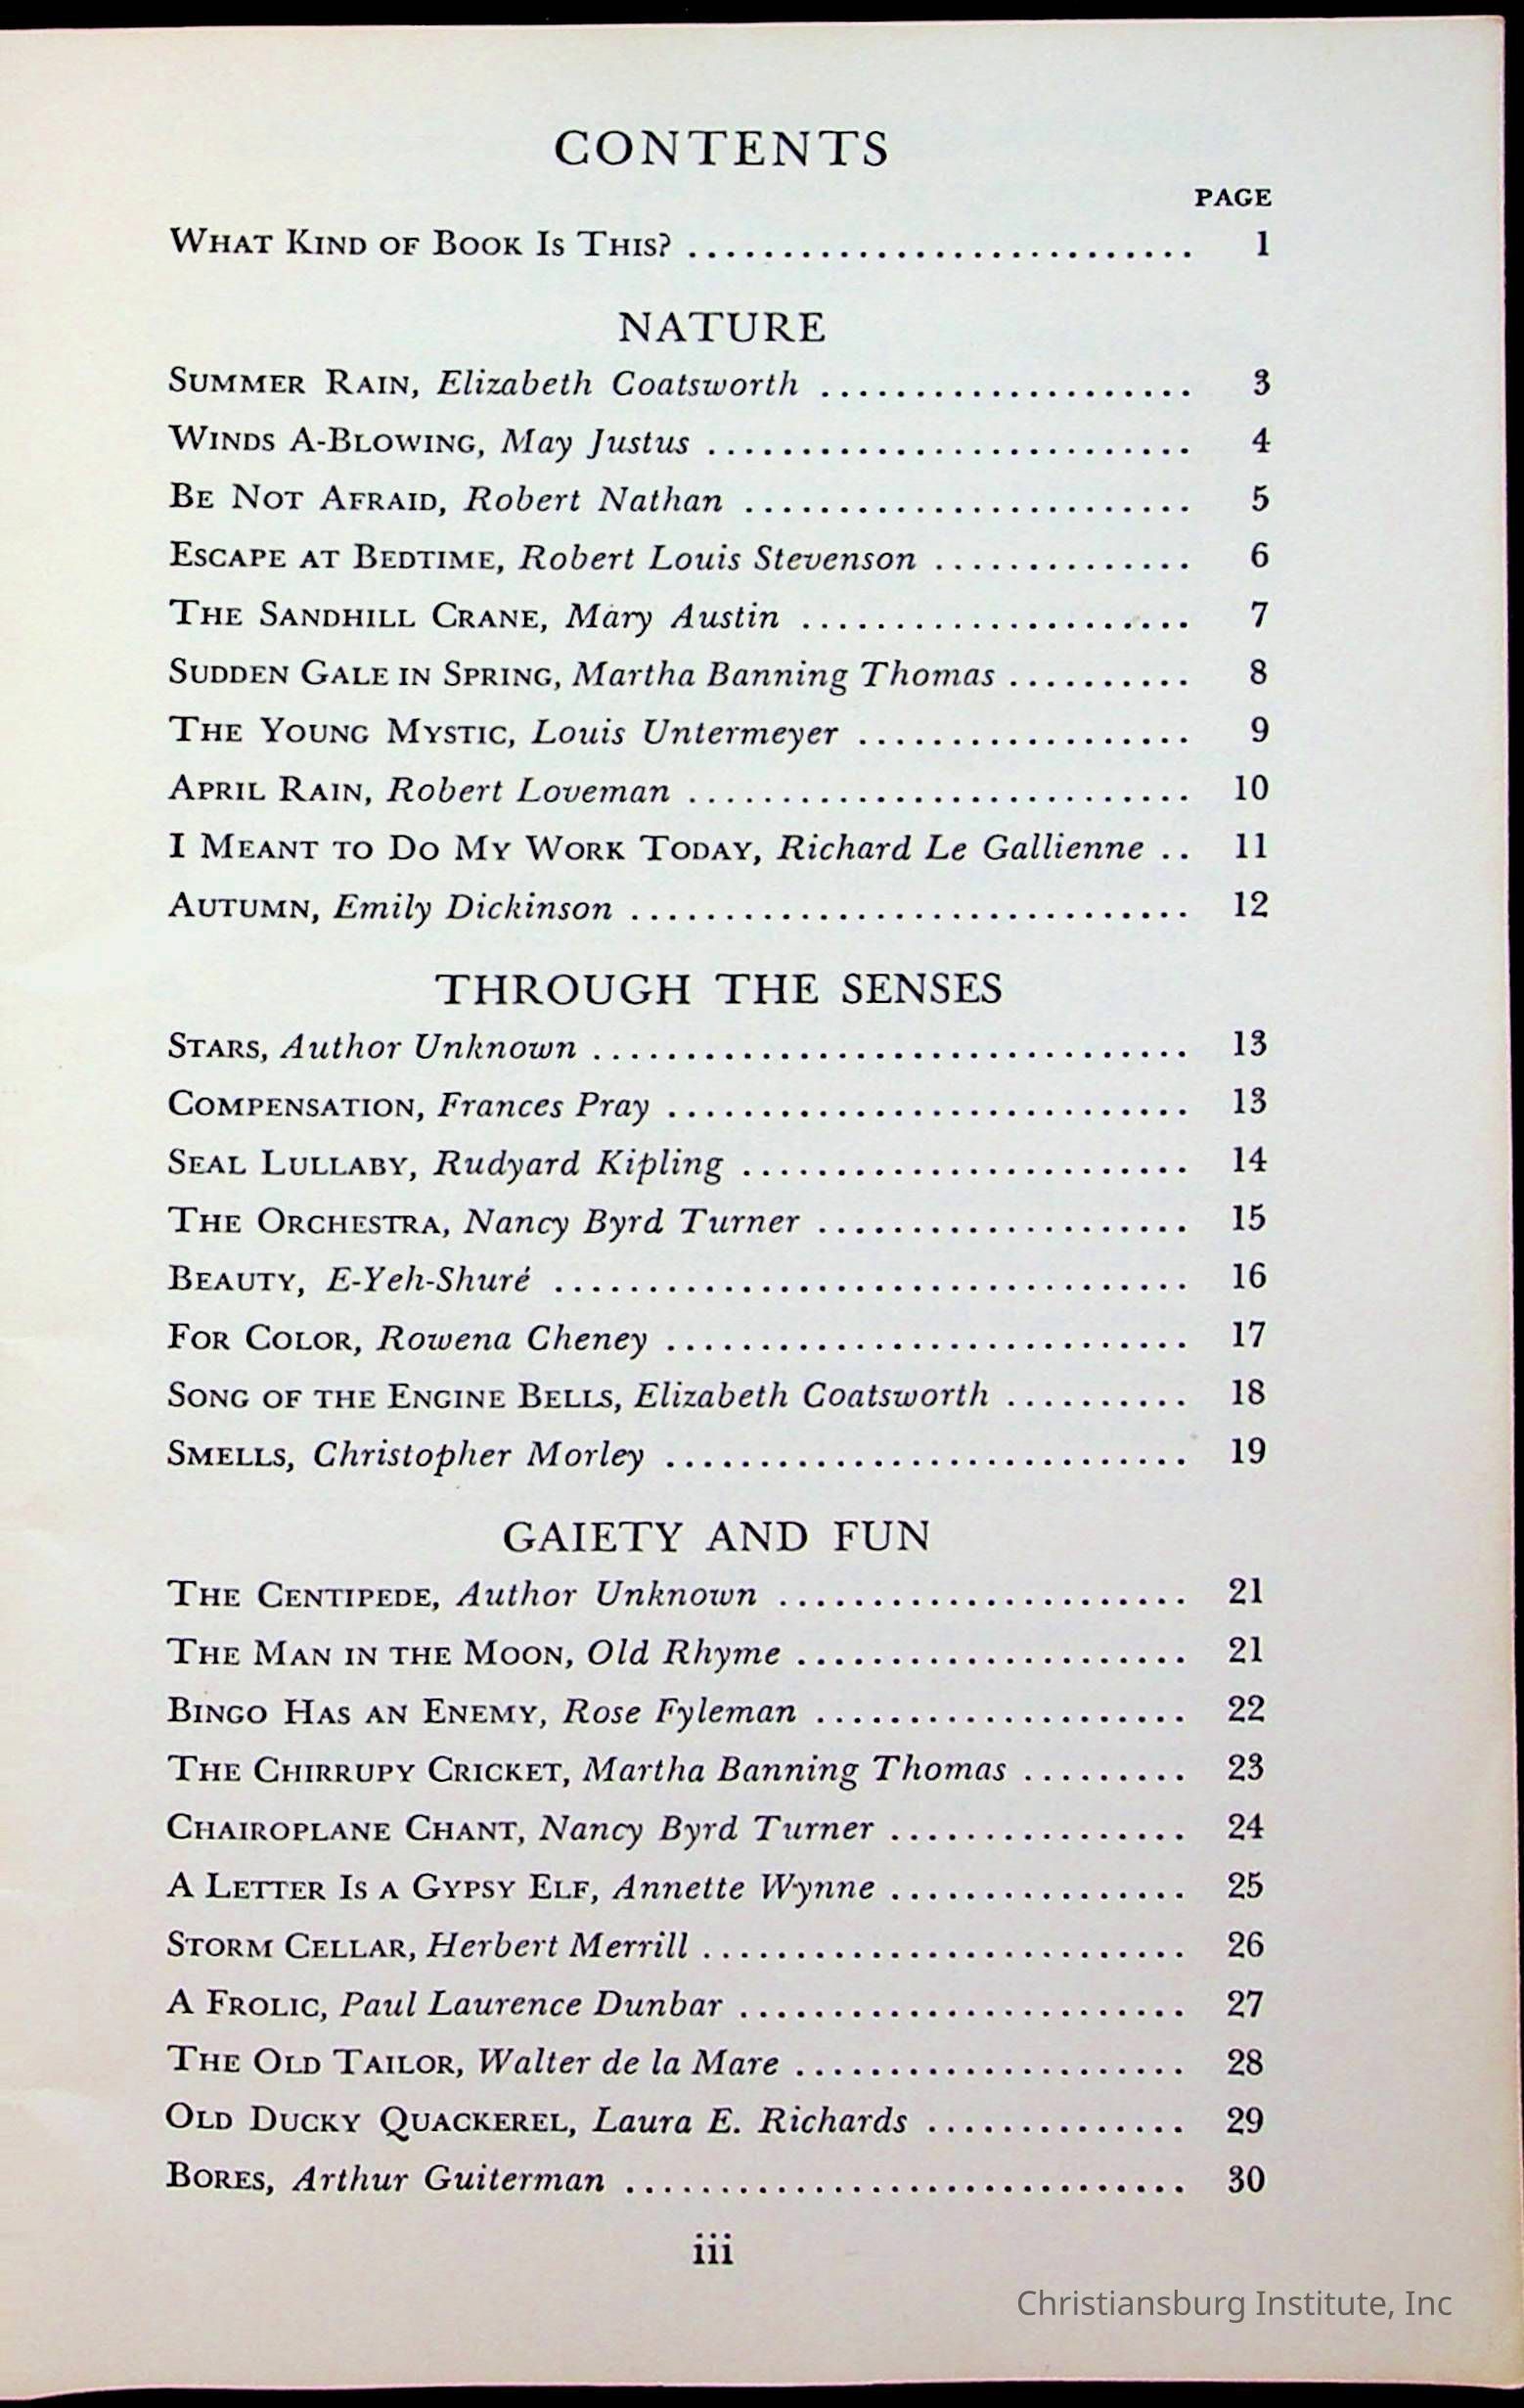 CONTENTS
PAGE
What Kind of Book Is This? ........................... 1
NATURE
Summer Rain, Elizabeth Coatsworth .................... 3
Winds A-Blowing, May Justus .......................... 4
Be Not Afraid, Robert Nathan ........................ 5
Escape at Bedtime, Robert Louis Stevenson .............. 6
The Sandhill Crane, Mary Austin ..................... 7
Sudden Gale in Spring, Martha Banning Thomas .......... 8
The Young Mystic, Louis Untermeyer .................. 9
April Rain, Robert Loveman ........................... 10
I Meant to Do My Work Today, Richard Le Gallienne .. 11
Autumn, Emily Dickinson .............................. 12
THROUGH THE SENSES
Stars, Author Unknown ................................ 13
Compensation, Frances Pray ............................ 13
Seal Lullaby, Rudyard Kipling ........................ 14
The Orchestra, Nancy Byrd Turner .................... 15
Beauty, E-Yeh-Shuré .................................. 16
For Color, Rowena Cheney ............................ 17
Song of the Engine Bells, Elizabeth Coatsworth .......... 18
Smells, Christopher Morley ............................ 19
GAIETY AND FUN
The Centipede, Author Unknown ...................... 21
The Man in the Moon, Old Rhyme ..................... 21
Bingo Has an Enemy, Rose Fyleman .................... 22
The Chirrupy Cricket, Martha Banning Thomas ......... 23
Chairoplane Chant, Nancy Byrd Turner ................ 24
A Letter Is a Gypsy Elf, Annette Wynne ................ 25
Storm Cellar, Herbert Merrill .......................... 26
A Frolic, Paul Laurence Dunbar ........................ 27
The Old Tailor, Walter de la Mare ..................... 28
Old Ducky Quackerel, Laura E. Richards .............. 29
Bores, Arthur Guiterman .............................. 30
iii
Christiansburg Institute, Inc